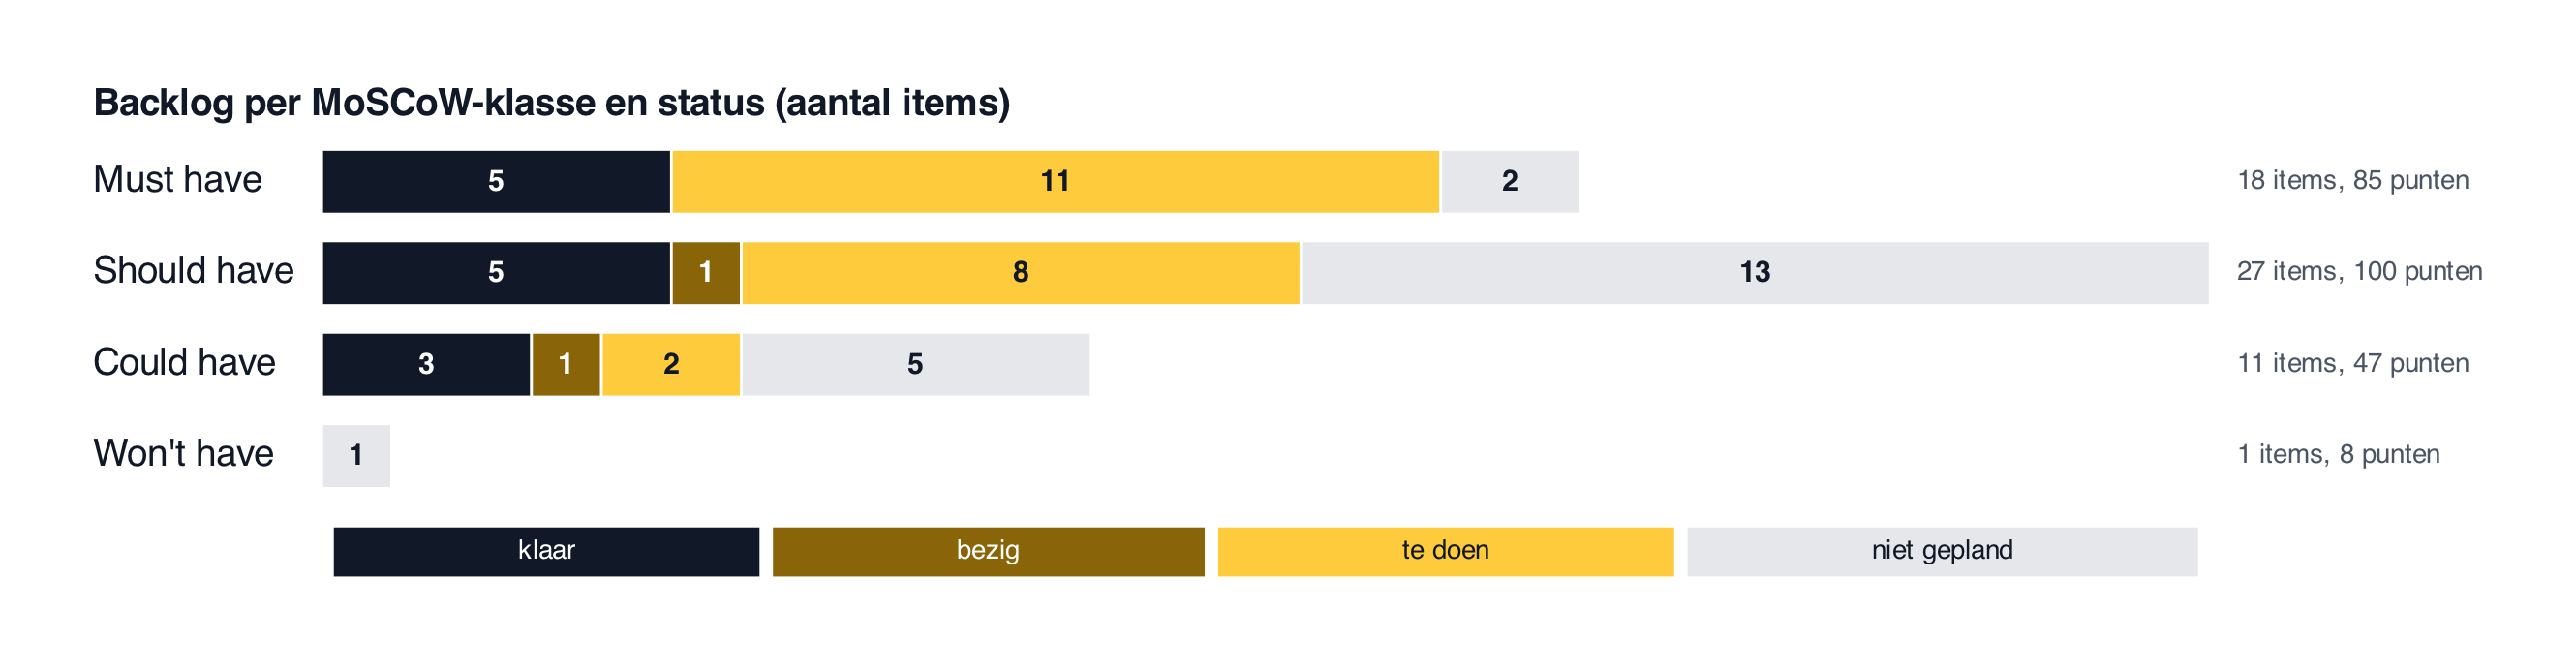 Backlog per MoSCoW-klasse en status (aantal items)
Must have 5 11 2 18 items, 85 punten
Should have 5 1 8 13 27 items, 100 punten
Could have 3 1 2 5 11 items, 47 punten
Won't have 1 1 items, 8 punten
klaar bezig te doen niet gepland